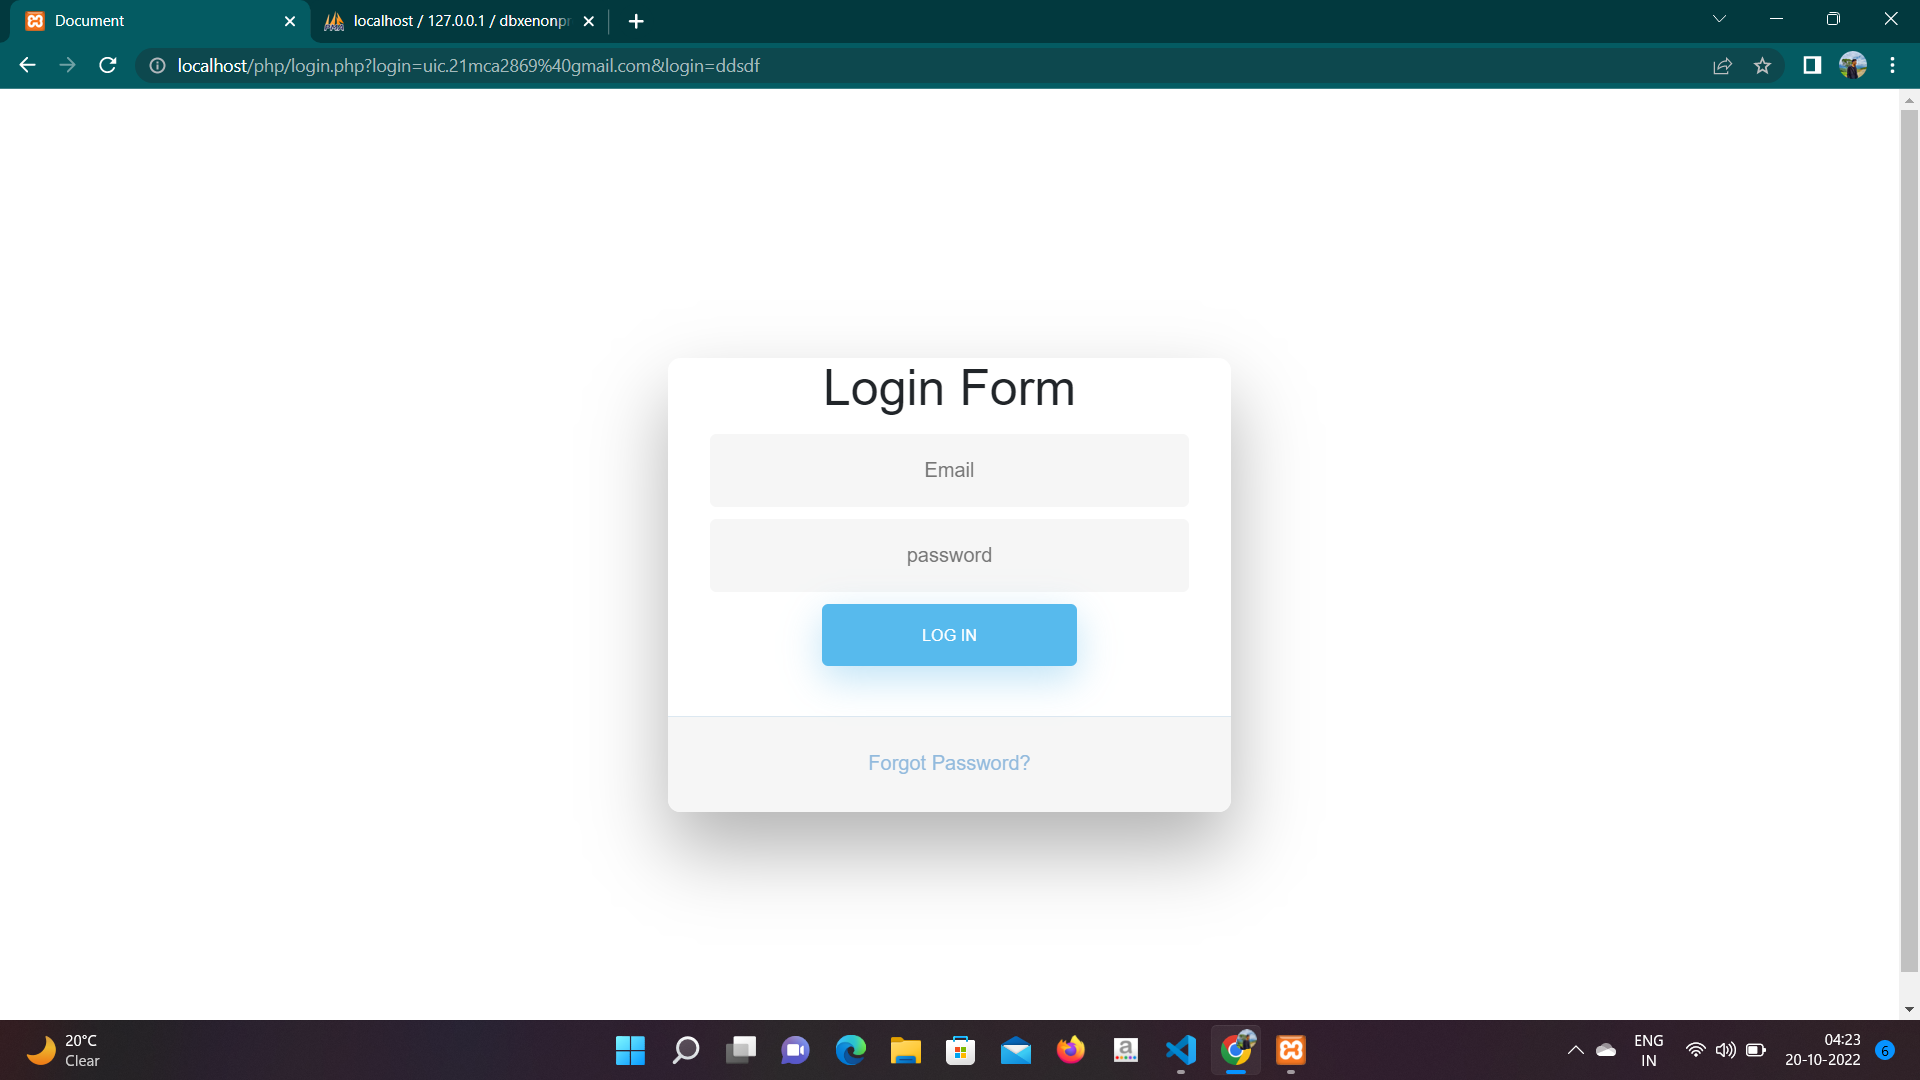 Document
localhost / 127.0.0.1 / dbxenonpr
localhost/php/login.php?login=uic.21mca2869%40gmail.com&login=ddsdf
Login Form
Email
password
LOG IN
Forgot Password?
20°C
Clear
ENG
IN
04:23
20-10-2022
6